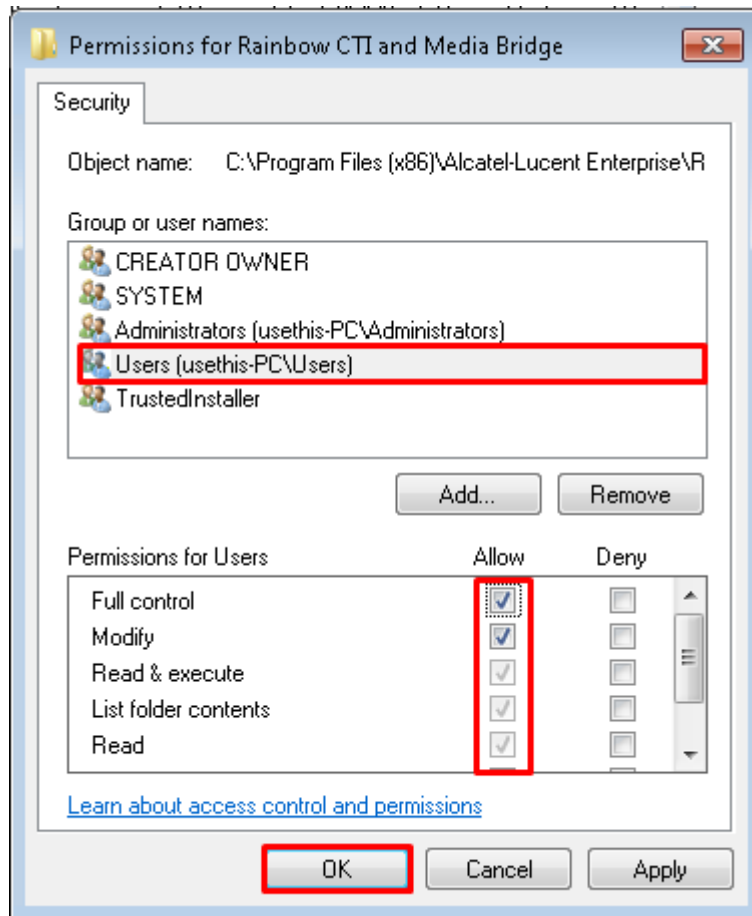 Permissions for Rainbow CTI and Media Bridge
Security
Object name: C:\Program Files (x86)\Alcatel-Lucent Enterprise\R
Group or user names:
CREATOR OWNER
SYSTEM
Administrators (usethis-PC\Administrators)
Users (usethis-PC\Users)
TrustedInstaller
Add... Remove
Permissions for Users Allow Deny
Full control
Modify
Read & execute
List folder contents
Read
Learn about access control and permissions
OK Cancel Apply